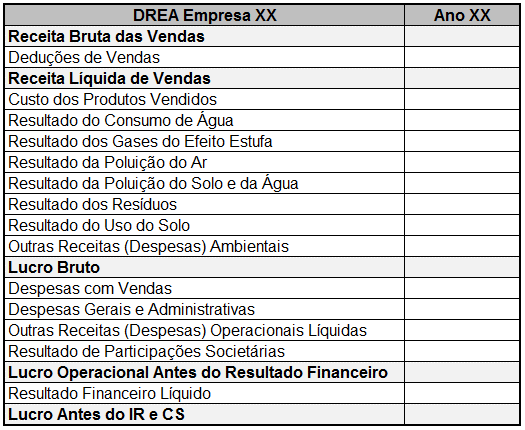 DREA Empresa XX Ano XX
Receita Bruta das Vendas
Deduções de Vendas
Receita Líquida de Vendas
Custo dos Produtos Vendidos
Resultado do Consumo de Água
Resultado dos Gases do Efeito Estufa
Resultado da Poluição do Ar
Resultado da Poluição do Solo e da Água
Resultado dos Resíduos
Resultado do Uso do Solo
Outras Receitas (Despesas) Ambientais
Lucro Bruto
Despesas com Vendas
Despesas Gerais e Administrativas
Outras Receitas (Despesas) Operacionais Líquidas
Resultado de Participações Societárias
Lucro Operacional Antes do Resultado Financeiro
Resultado Financeiro Líquido
Lucro Antes do IR e CS